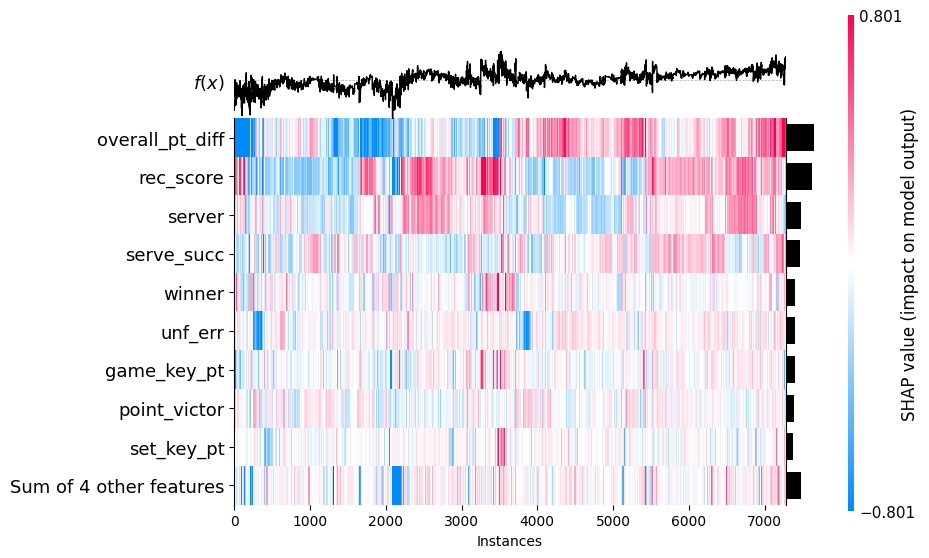 0.801
f(x)
overall_pt_diff
rec_score
server
serve_succ
winner
unf_err
game_key_pt
point_victor
set_key_pt
Sum of 4 other features
SHAP value (impact on model output)
−0.801
0 1000 2000 3000 4000 5000 6000 7000
Instances